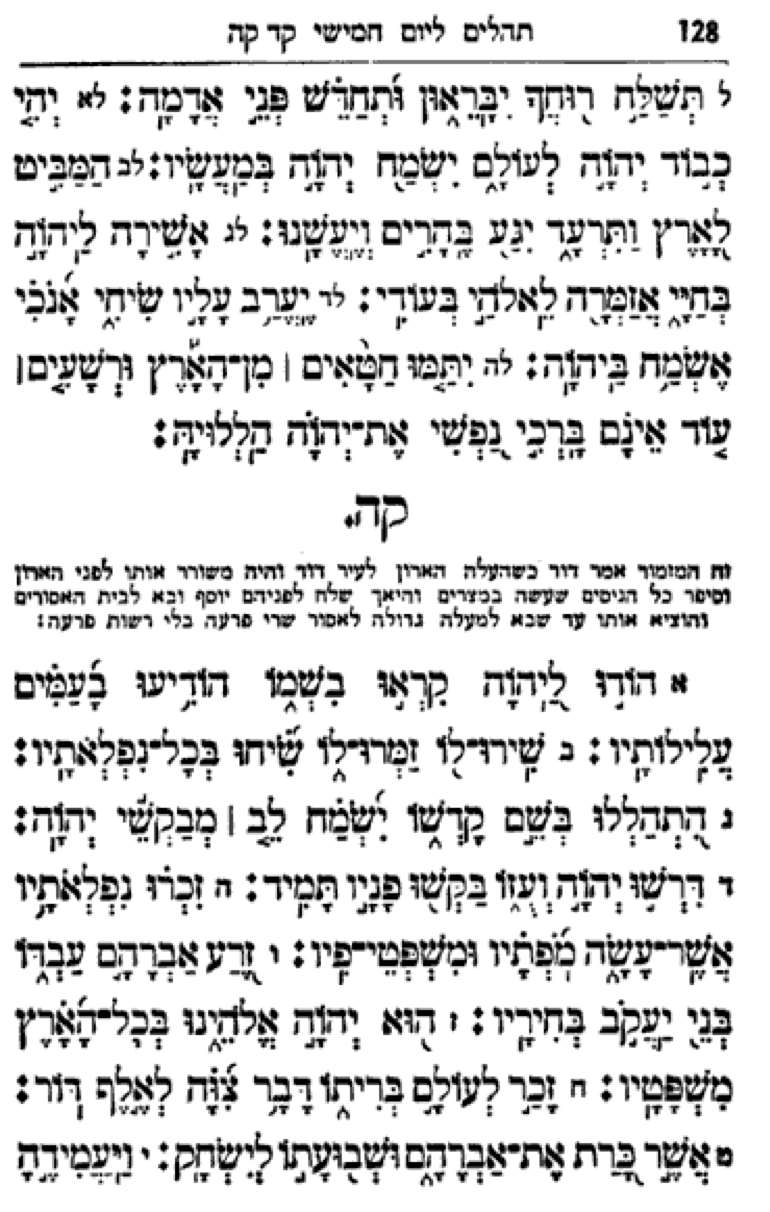 128 תהלים ליום חמישי קד קה
ל תְּשַׁלַּח רוּחֲךָ יִבָּרֵאוּן וּתְחַדֵּשׁ פְּנֵי אֲדָמָה: לא יְהִי
כְבוֹד יְהוָה לְעוֹלָם יִשְׂמַח יְהוָה בְּמַעֲשָׂיו: לב הַמַּבִּיט
לָאָרֶץ וַתִּרְעָד יִגַּע בֶּהָרִים וְיֶעֱשָׁנוּ: לג אָשִׁירָה לַיהוָה
בְּחַיָּי אֲזַמְּרָה לֵאלֹהַי בְּעוֹדִי: לד יֶעֱרַב עָלָיו שִׂיחִי אָנֹכִי
אֶשְׂמַח בַּיהוָה: לה יִתַּמּוּ חַטָּאִים | מִן־הָאָרֶץ וּרְשָׁעִים |
עוֹד אֵינָם בָּרְכִי נַפְשִׁי אֶת־יְהוָה הַלְלוּיָהּ:
קה.
זה המזמור אמר דוד כשהעלה הארון לעיר דוד והיה משורר אותו לפני הארון
וסיפר כל הניסים שעשה במצרים והיאך שלח לפניהם יוסף ובא לבית האסורים
והוציא אותו עד שבא למעלה גדולה לאסור שרי פרעה בלי רשות פרעה:
א הוֹדוּ לַיהוָה קִרְאוּ בִשְׁמוֹ הוֹדִיעוּ בָעַמִּים
עֲלִילוֹתָיו: ב שִׁירוּ־לוֹ זַמְּרוּ־לוֹ שִׂיחוּ בְּכָל־נִפְלְאֹתָיו:
ג הִתְהַלְלוּ בְּשֵׁם קָדְשׁוֹ יִשְׂמַח לֵב | מְבַקְשֵׁי יְהוָה:
ד דִּרְשׁוּ יְהוָה וְעֻזּוֹ בַּקְּשׁוּ פָנָיו תָּמִיד: ה זִכְרוּ נִפְלְאֹתָיו
אֲשֶׁר־עָשָׂה מֹפְתָיו וּמִשְׁפְּטֵי־פִיו: ו זֶרַע אַבְרָהָם עַבְדּוֹ
בְּנֵי יַעֲקֹב בְּחִירָיו: ז הוּא יְהוָה אֱלֹהֵינוּ בְּכָל־הָאָרֶץ
מִשְׁפָּטָיו: ח זָכַר לְעוֹלָם בְּרִיתוֹ דָּבָר צִוָּה לְאֶלֶף דּוֹר:
ט אֲשֶׁר כָּרַת אֶת־אַבְרָהָם וּשְׁבוּעָתוֹ לְיִשְׂחָק: י וַיַּעֲמִידֶהָ